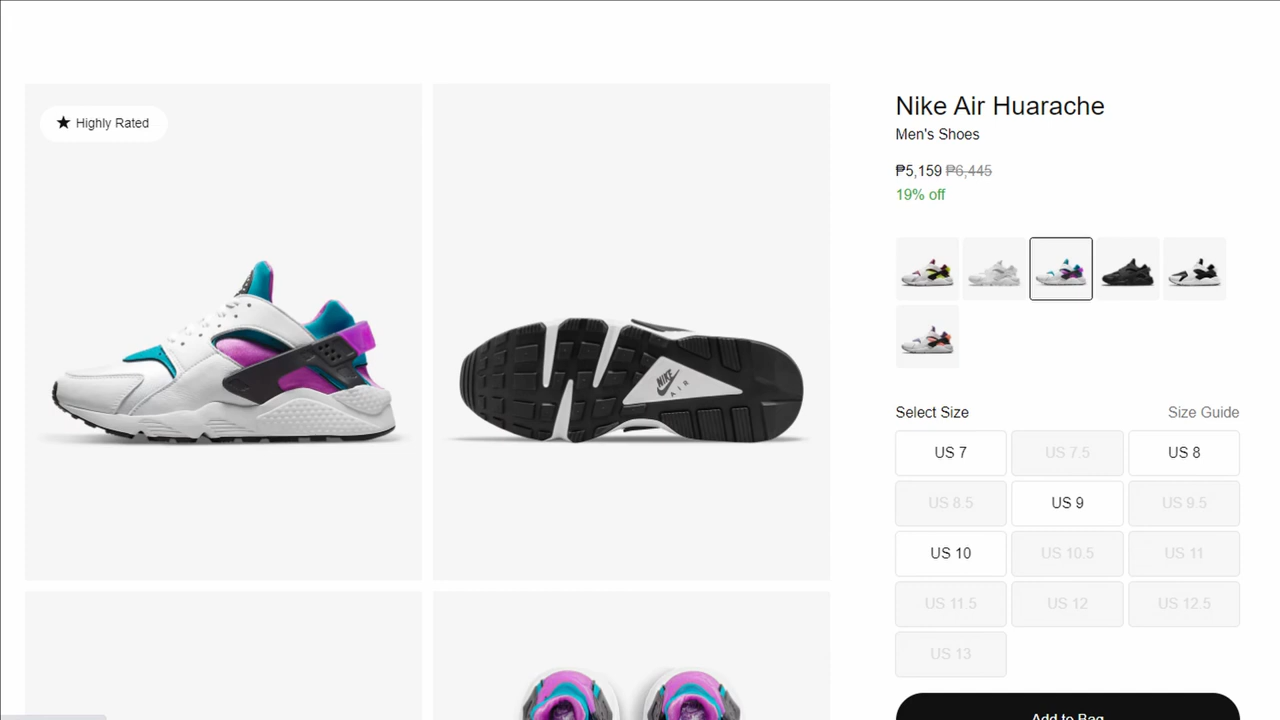 ★ Highly Rated
NIKE
AIR
Nike Air Huarache
Men's Shoes
₱5,159 ₱6,445
19% off
Select Size
Size Guide
US 7
US 7.5
US 8
US 8.5
US 9
US 9.5
US 10
US 10.5
US 11
US 11.5
US 12
US 12.5
US 13
Add to Bag